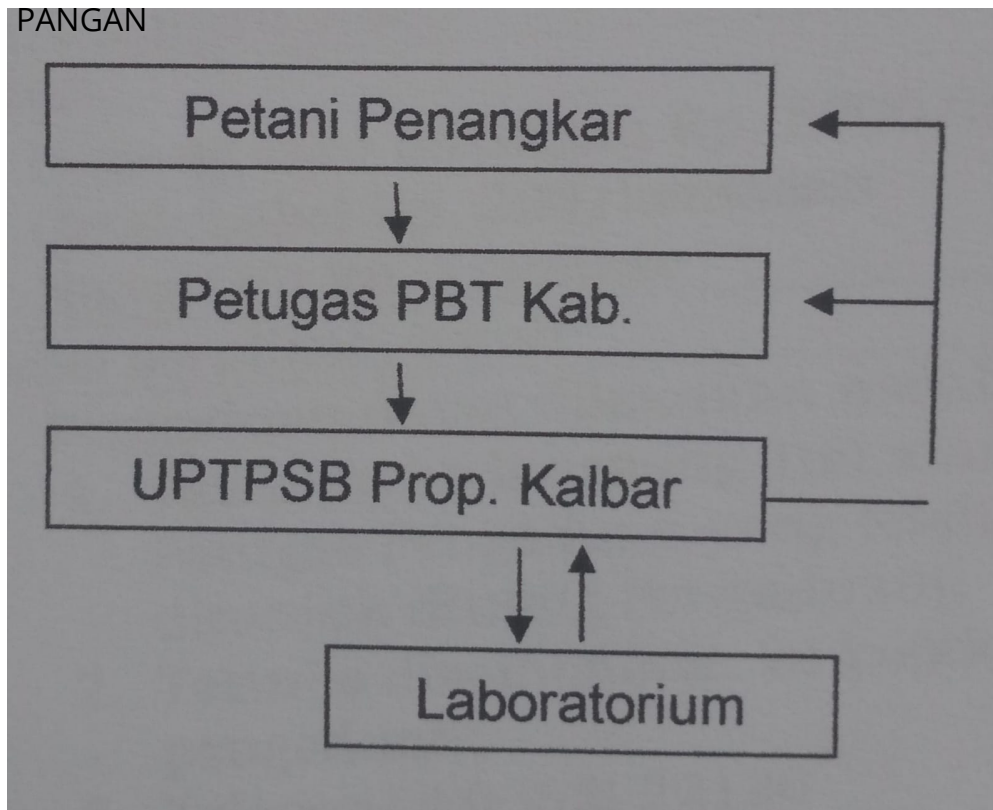 PANGAN
Petani Penangkar
Petugas PBT Kab.
UPTPSB Prop. Kalbar
Laboratorium